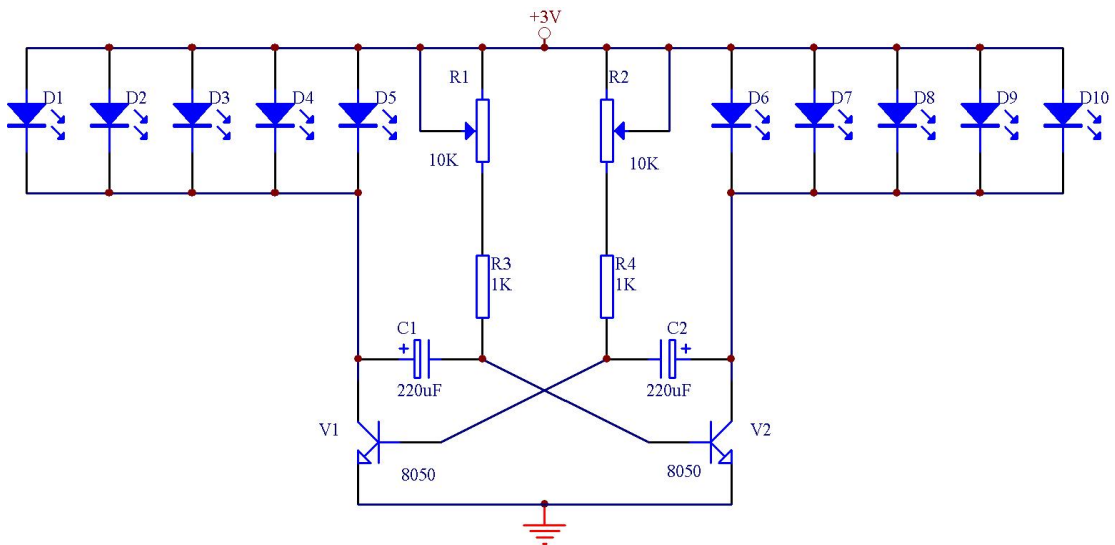 +3V
R1
R2
D1
D2
D3
D4
D5
D6
D7
D8
D9
D10
10K
10K
R3
1K
R4
1K
C1
+
220uF
C2
+
220uF
V1
8050
V2
8050